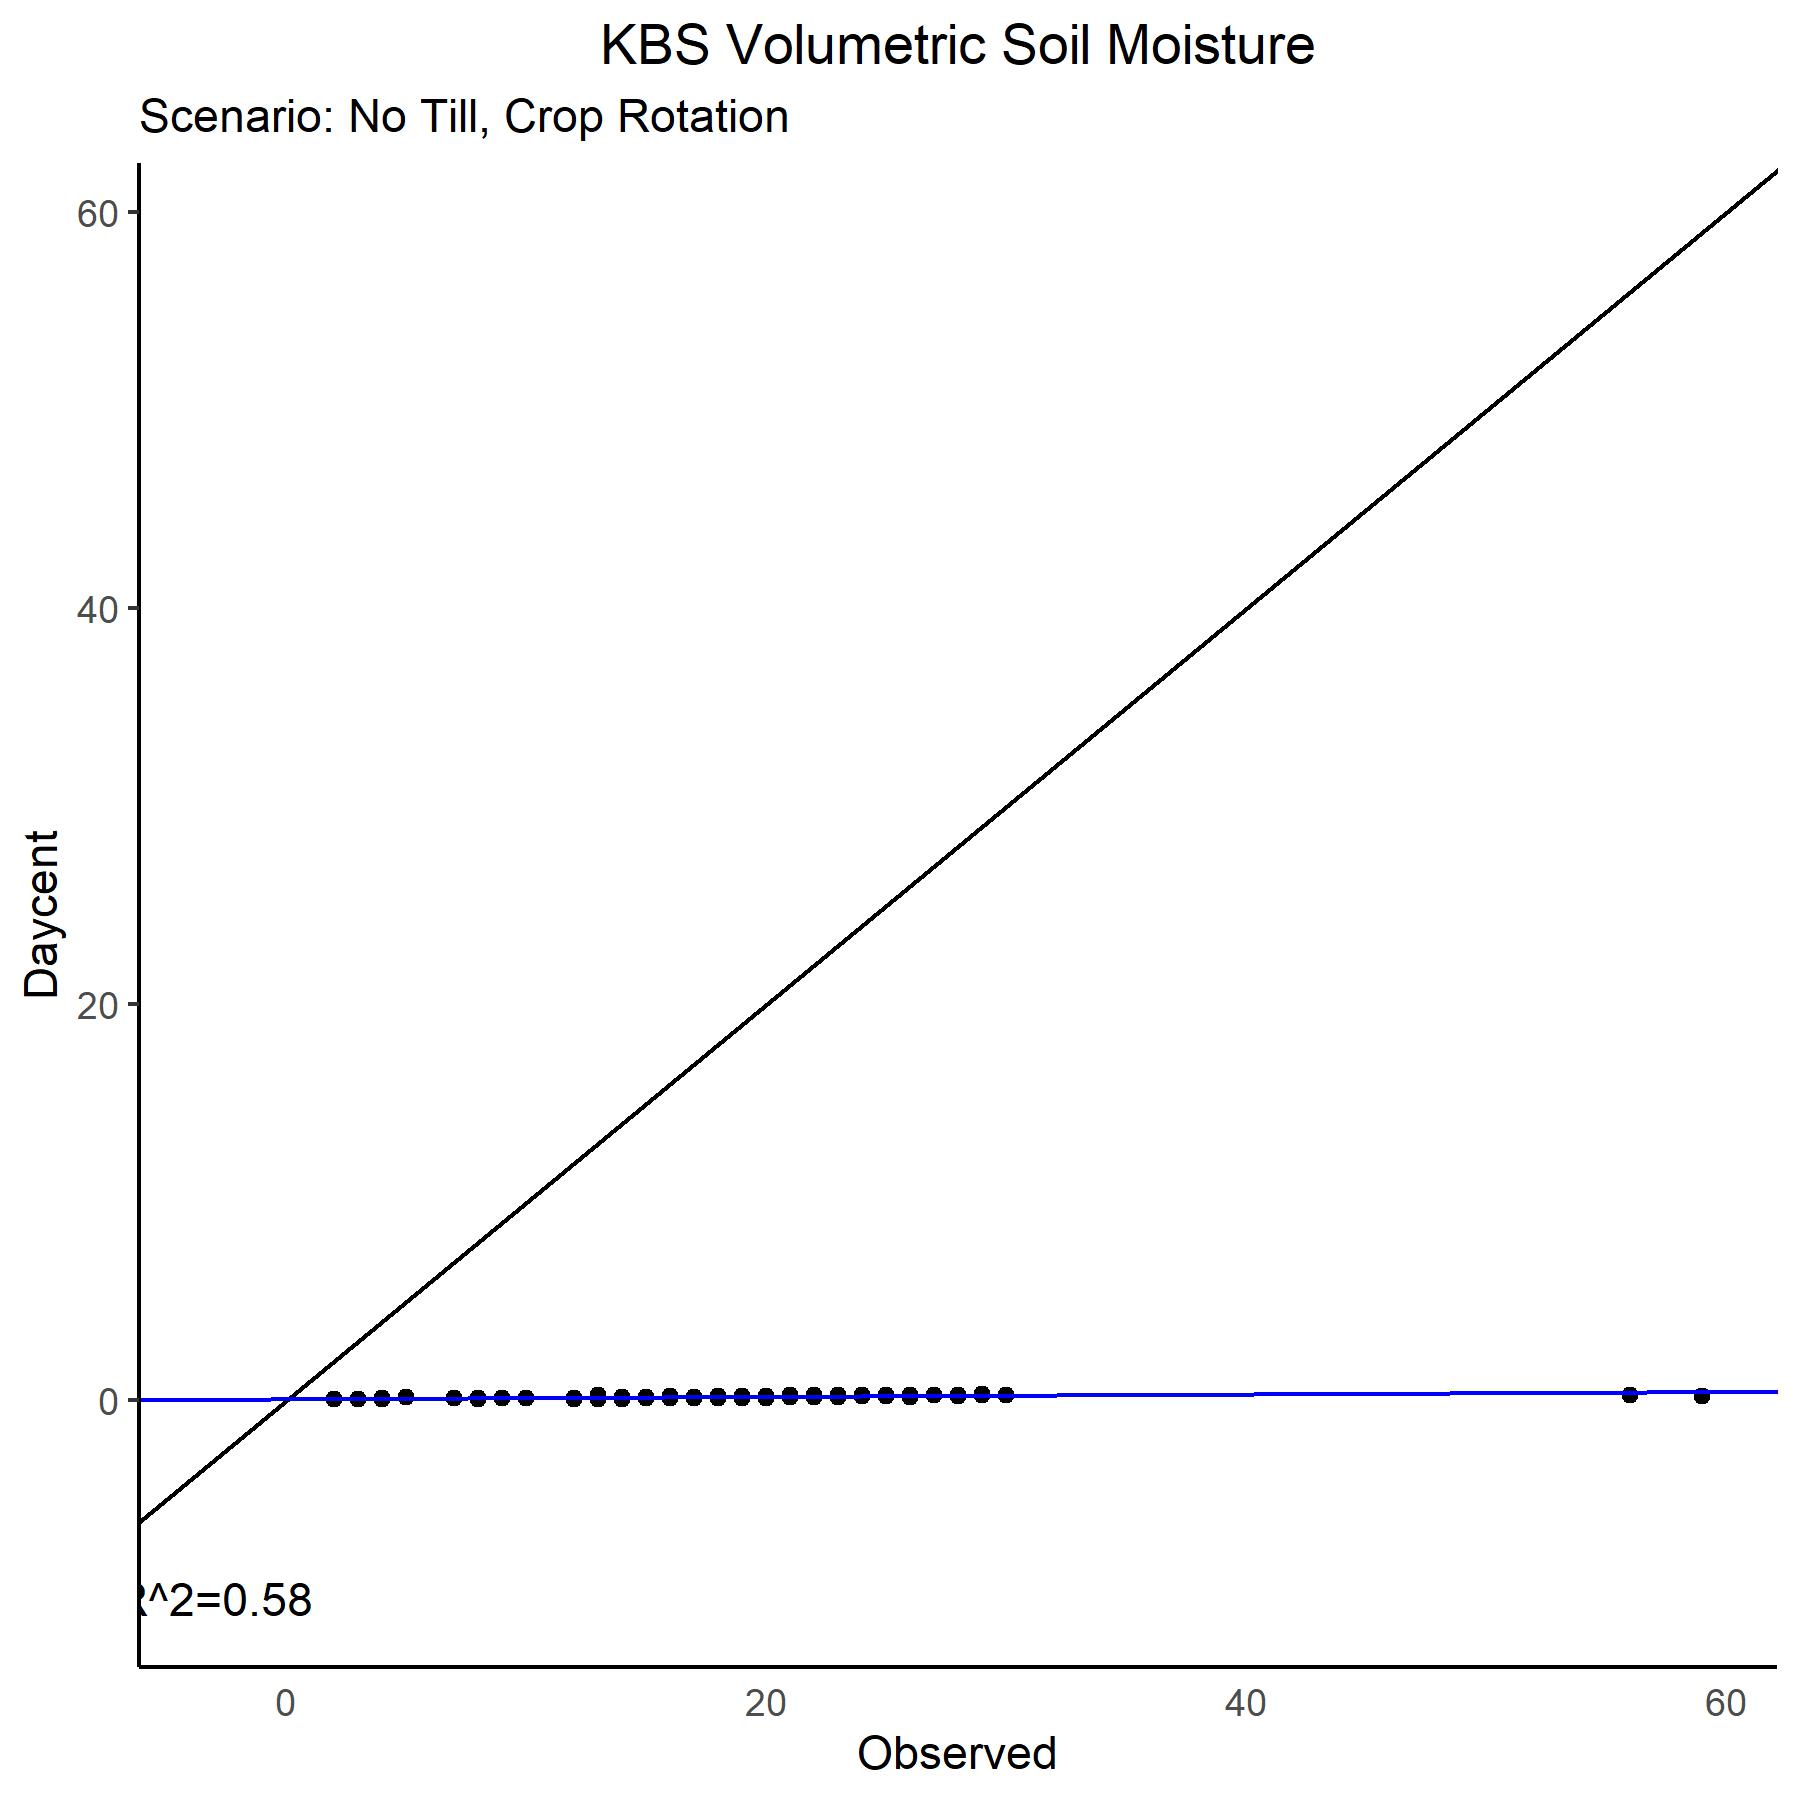 KBS Volumetric Soil Moisture
Scenario: No Till, Crop Rotation
60
40
20
0
Daycent
R^2=0.58
0 20 40 60
Observed